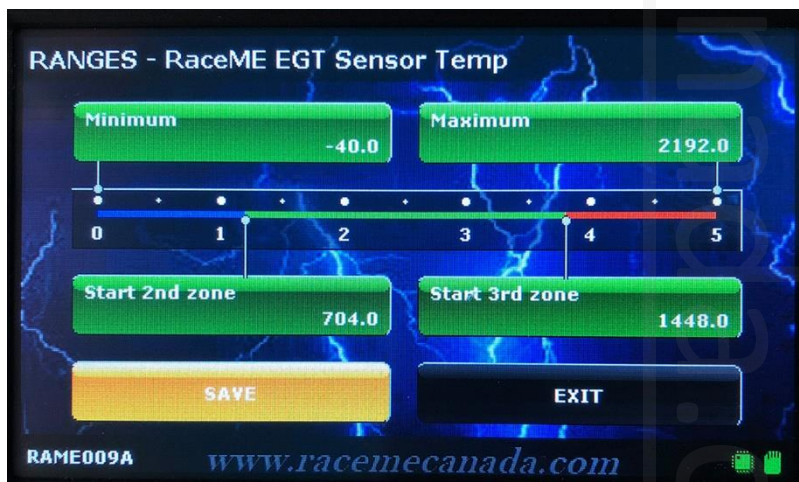 RANGES - RaceME EGT Sensor Temp
Minimum
-40.0
Maximum
2192.0
0 1 2 3 4 5
Start 2nd zone
704.0
Start 3rd zone
1448.0
SAVE
EXIT
RAME009A
www.racemecanada.com